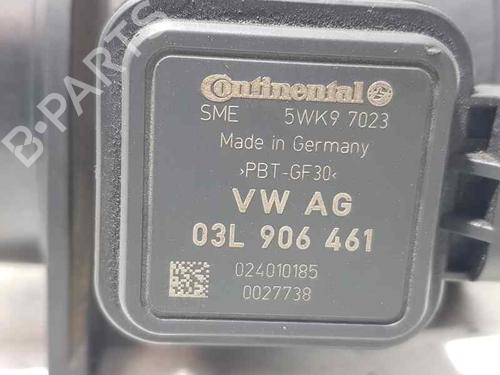 Continental
SME 5WK9 7023
Made in Germany
>PBT-GF30<
VW AG
03L 906 461
024010185
0027738
B-PARTS